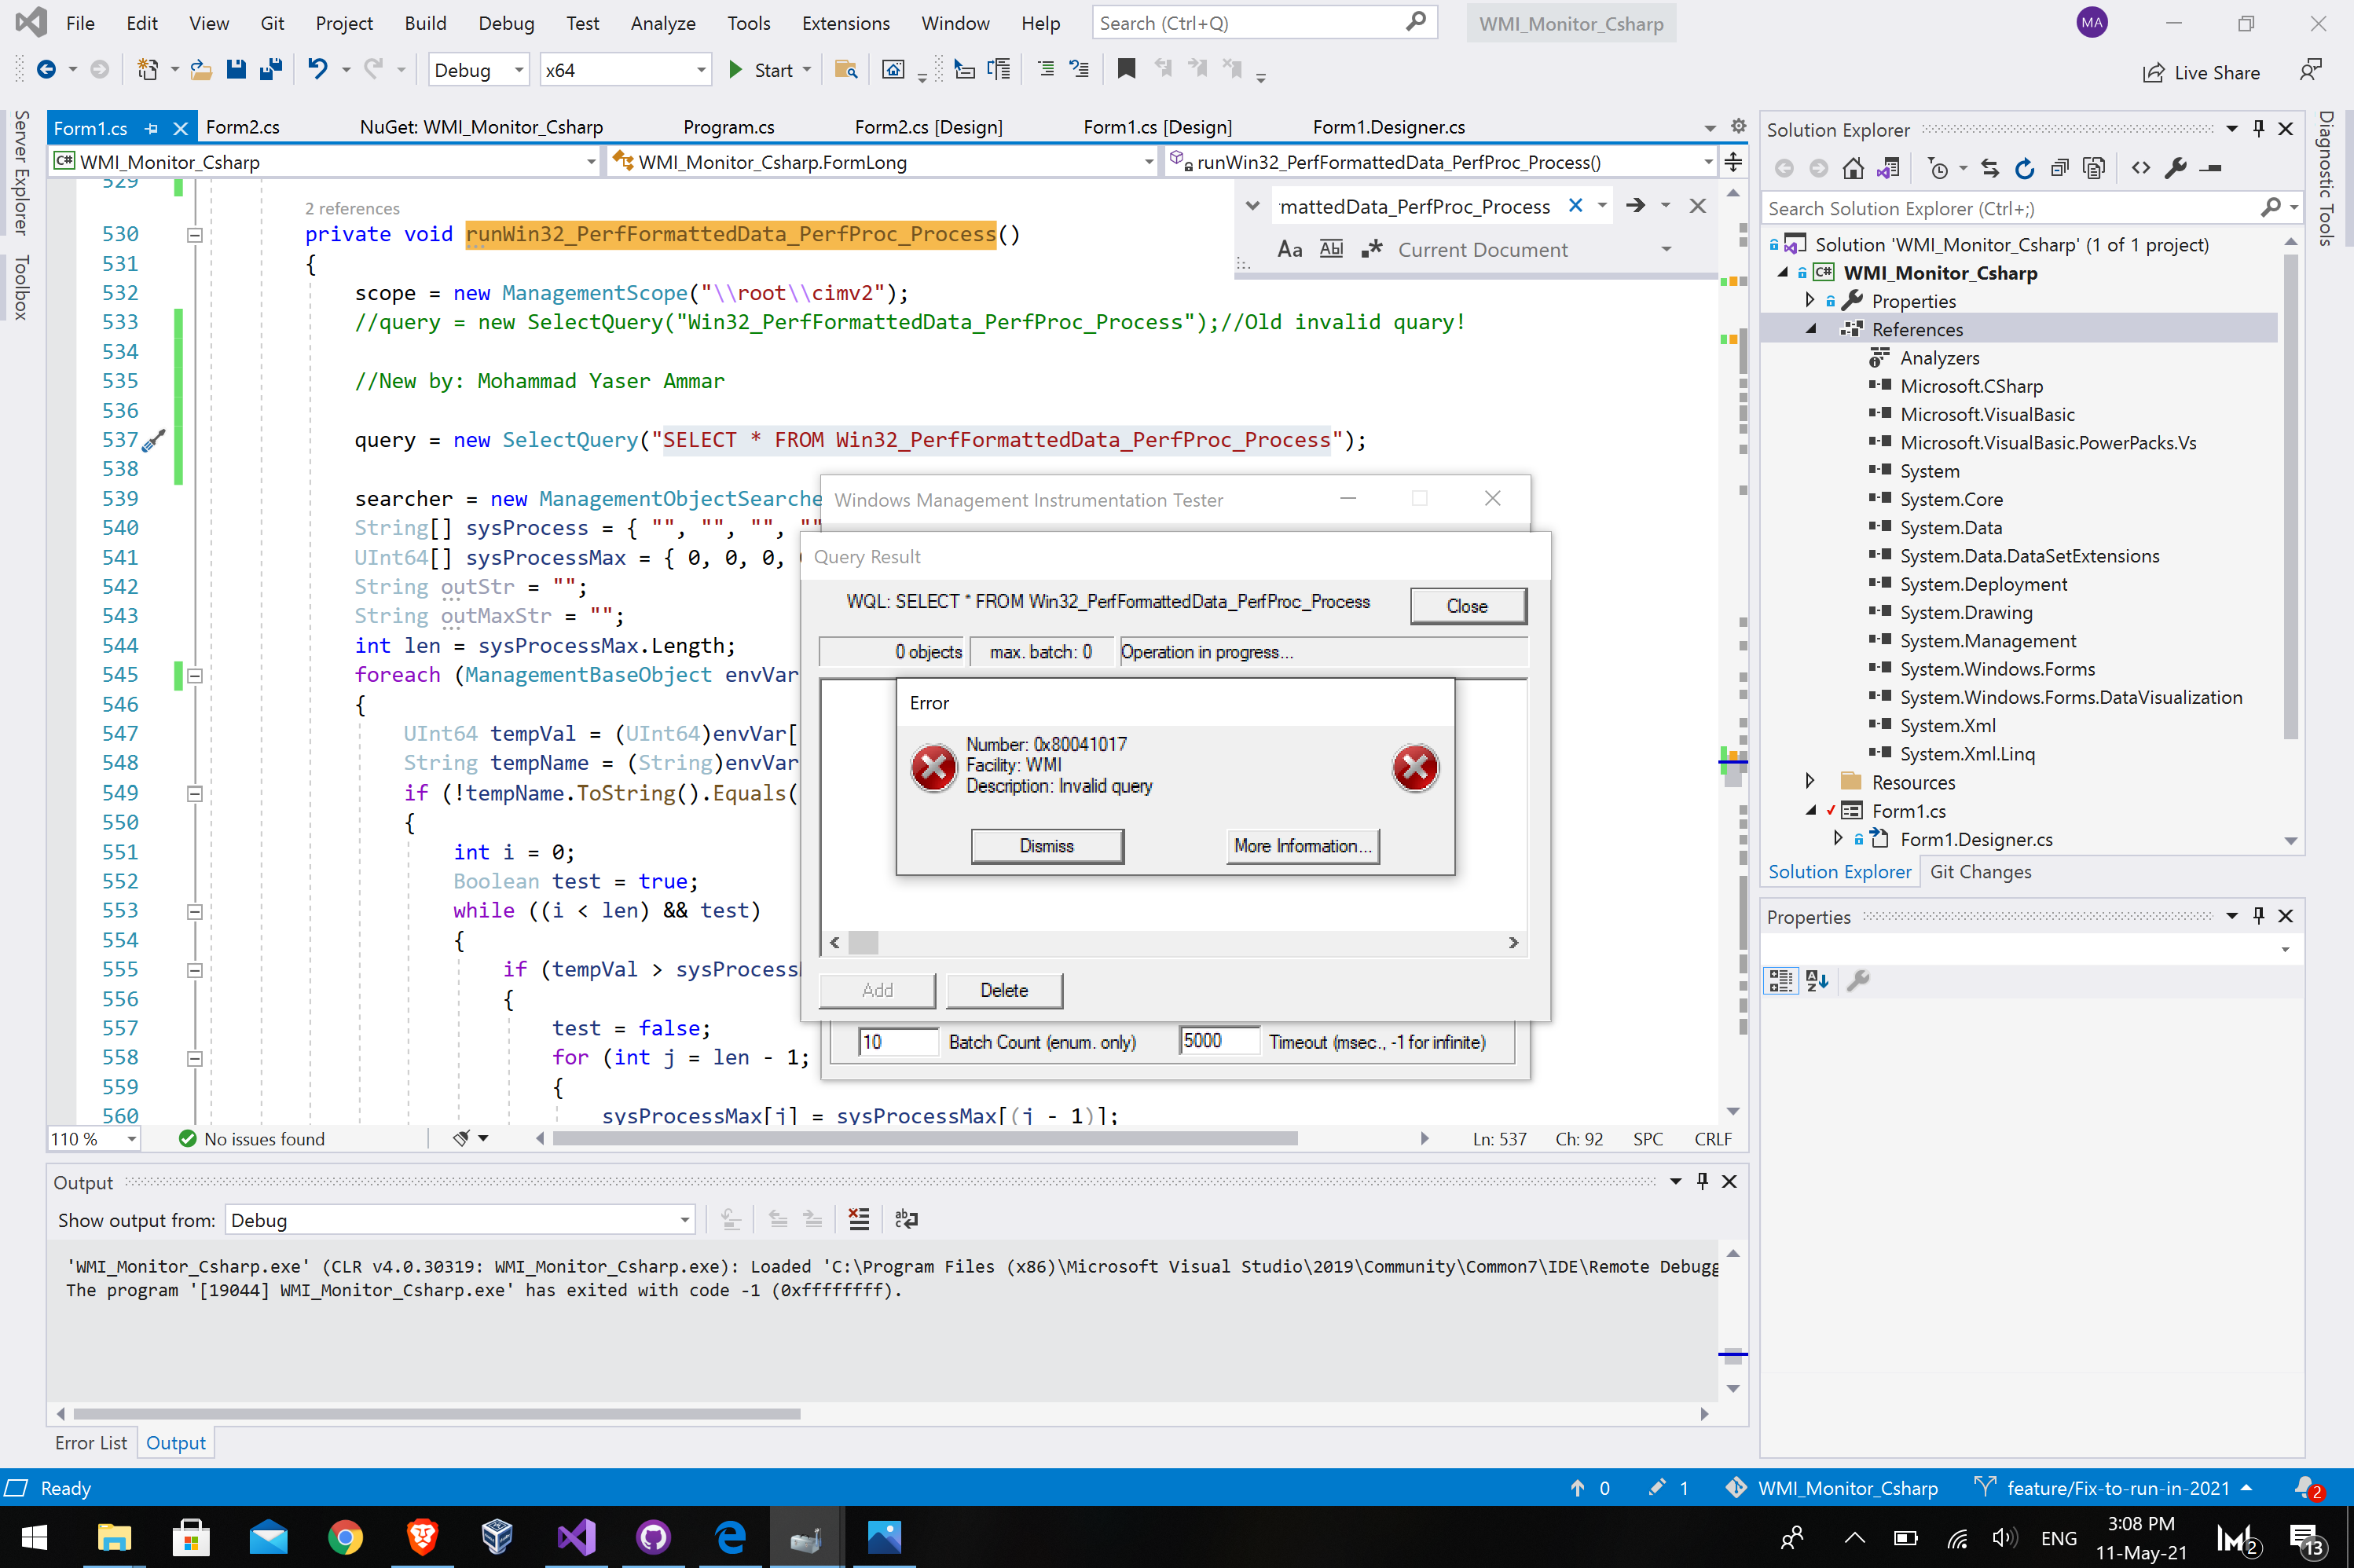 File Edit View Git Project Build Debug Test Analyze Tools Extensions Window Help Search (Ctrl+Q) WMI_Monitor_Csharp MA
Debug x64 Start Live Share
Server Explorer
Toolbox
Form1.cs Form2.cs NuGet: WMI_Monitor_Csharp Program.cs Form2.cs [Design] Form1.cs [Design] Form1.Designer.cs
C# WMI_Monitor_Csharp WMI_Monitor_Csharp.FormLong runWin32_PerfFormattedData_PerfProc_Process()
mattedData_PerfProc_Process
Aa Abl Current Document
529
2 references
530 private void runWin32_PerfFormattedData_PerfProc_Process()
531 {
532 scope = new ManagementScope("\\root\\cimv2");
533 //query = new SelectQuery("Win32_PerfFormattedData_PerfProc_Process");//Old invalid quary!
534
535 //New by: Mohammad Yaser Ammar
536
537 query = new SelectQuery("SELECT * FROM Win32_PerfFormattedData_PerfProc_Process");
538
539 searcher = new ManagementObjectSearche
540 String[] sysProcess = { "", "", "", ""
541 UInt64[] sysProcessMax = { 0, 0, 0,
542 String outStr = "";
543 String outMaxStr = "";
544 int len = sysProcessMax.Length;
545 foreach (ManagementBaseObject envVar
546 {
547 UInt64 tempVal = (UInt64)envVar[
548 String tempName = (String)envVar
549 if (!tempName.ToString().Equals(
550 {
551 int i = 0;
552 Boolean test = true;
553 while ((i < len) && test)
554 {
555 if (tempVal > sysProcess
556 {
557 test = false;
558 for (int j = len - 1;
559 {
560 sysProcessMax[j] = sysProcessMax[(j - 1)];
110 % No issues found Ln: 537 Ch: 92 SPC CRLF
Windows Management Instrumentation Tester
Query Result
WQL: SELECT * FROM Win32_PerfFormattedData_PerfProc_Process
Close
0 objects max. batch: 0 Operation in progress...
Error
Number: 0x80041017
Facility: WMI
Description: Invalid query
Dismiss More Information...
Add Delete
10 Batch Count (enum. only) 5000 Timeout (msec., -1 for infinite)
Output
Show output from: Debug
'WMI_Monitor_Csharp.exe' (CLR v4.0.30319: WMI_Monitor_Csharp.exe): Loaded 'C:\Program Files (x86)\Microsoft Visual Studio\2019\Community\Common7\IDE\Remote Debugg
The program '[19044] WMI_Monitor_Csharp.exe' has exited with code -1 (0xffffffff).
Error List Output
Solution Explorer
Search Solution Explorer (Ctrl+;)
Solution 'WMI_Monitor_Csharp' (1 of 1 project)
C# WMI_Monitor_Csharp
Properties
References
Analyzers
Microsoft.CSharp
Microsoft.VisualBasic
Microsoft.VisualBasic.PowerPacks.Vs
System
System.Core
System.Data
System.Data.DataSetExtensions
System.Deployment
System.Drawing
System.Management
System.Windows.Forms
System.Windows.Forms.DataVisualization
System.Xml
System.Xml.Linq
Resources
Form1.cs
Form1.Designer.cs
Solution Explorer Git Changes
Properties
Diagnostic Tools
Ready 0 1 WMI_Monitor_Csharp feature/Fix-to-run-in-2021 2
ENG 3:08 PM 2 13
11-May-21